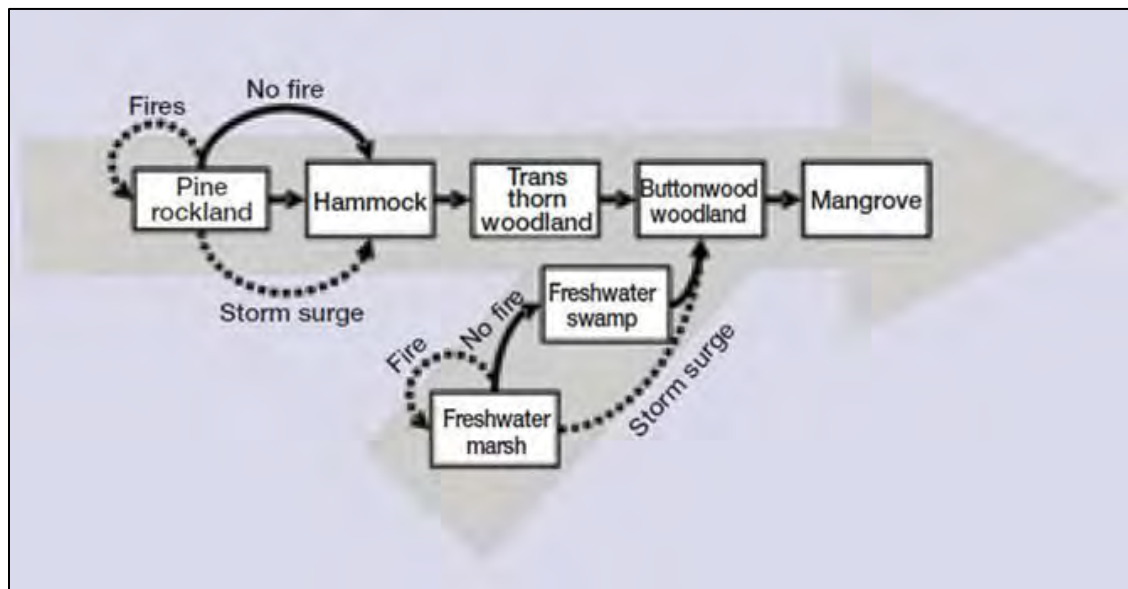 No fire
Fires
Pine
rockland
Hammock
Trans
thorn
woodland
Buttonwood
woodland
Mangrove
Storm surge
Freshwater
swamp
No fire
Fire
Storm surge
Freshwater
marsh